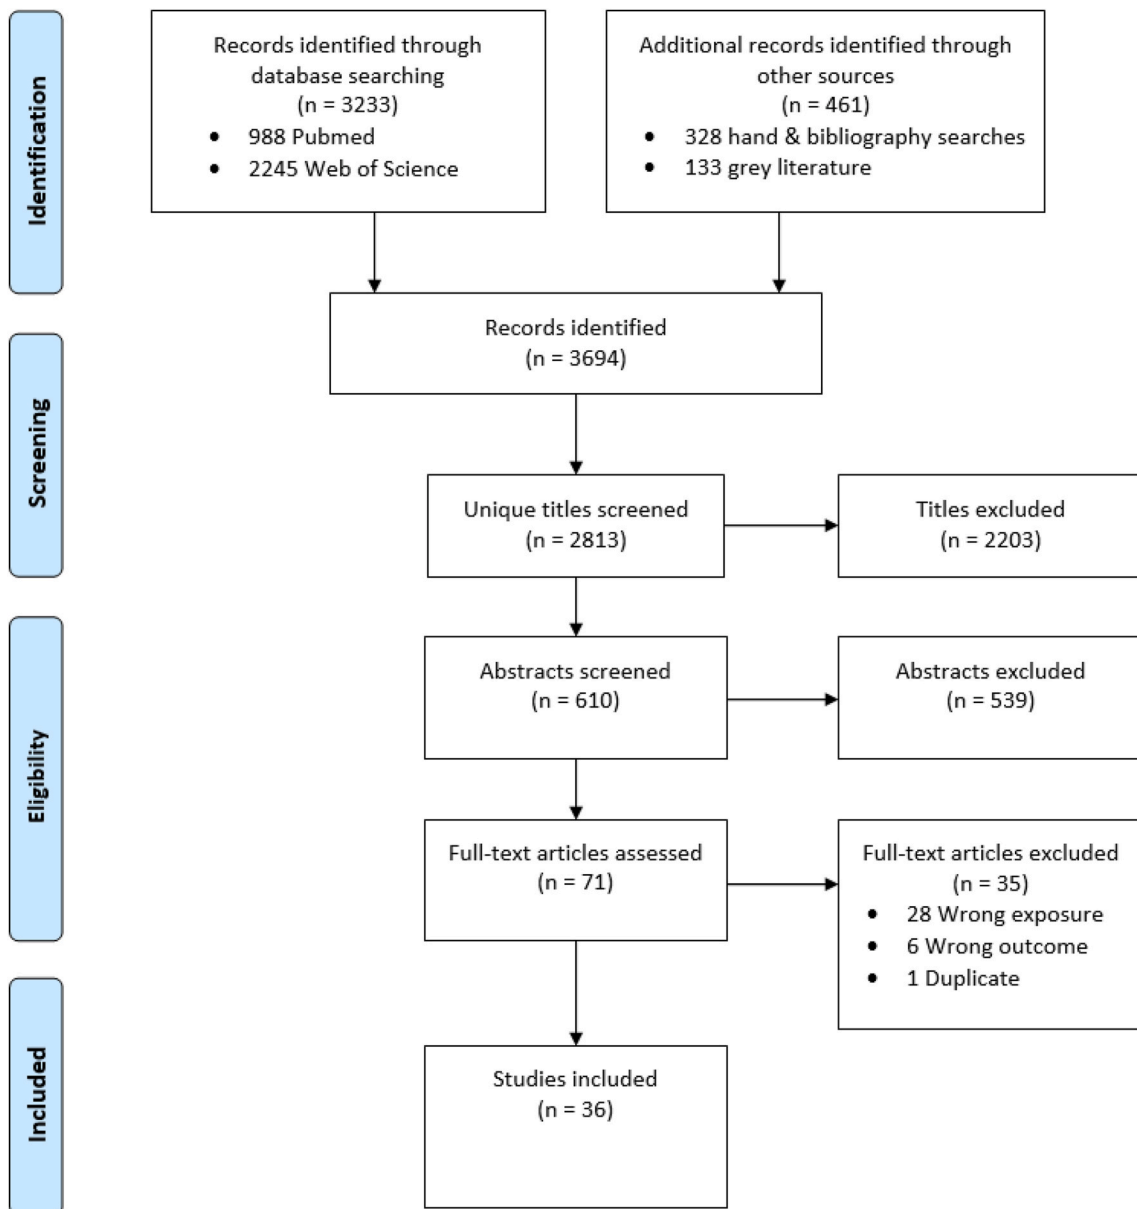 Identification
Records identified through
database searching
(n = 3233)
• 988 Pubmed
• 2245 Web of Science
Additional records identified through
other sources
(n = 461)
• 328 hand & bibliography searches
• 133 grey literature
Records identified
(n = 3694)
Screening
Unique titles screened
(n = 2813)
Titles excluded
(n = 2203)
Eligibility
Abstracts screened
(n = 610)
Abstracts excluded
(n = 539)
Full-text articles assessed
(n = 71)
Full-text articles excluded
(n = 35)
• 28 Wrong exposure
• 6 Wrong outcome
• 1 Duplicate
Included
Studies included
(n = 36)